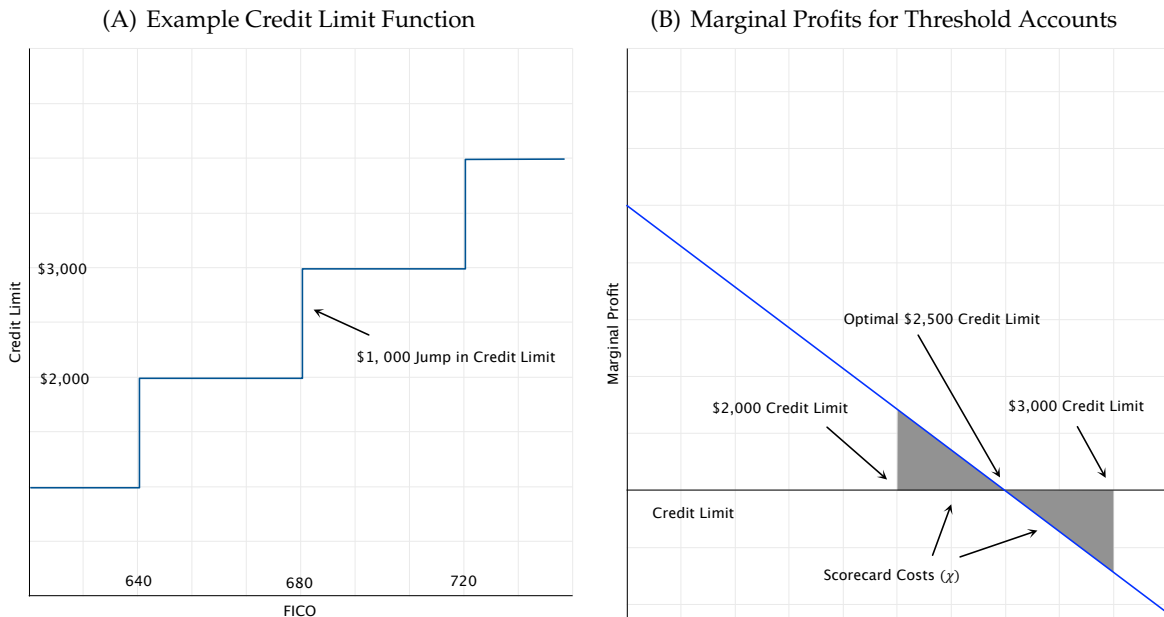 (A) Example Credit Limit Function
Credit Limit
$3,000
$2,000
$1, 000 Jump in Credit Limit
640
680
720
FICO
(B) Marginal Profits for Threshold Accounts
Marginal Profit
Optimal $2,500 Credit Limit
$2,000 Credit Limit
$3,000 Credit Limit
Credit Limit
Scorecard Costs (χ)